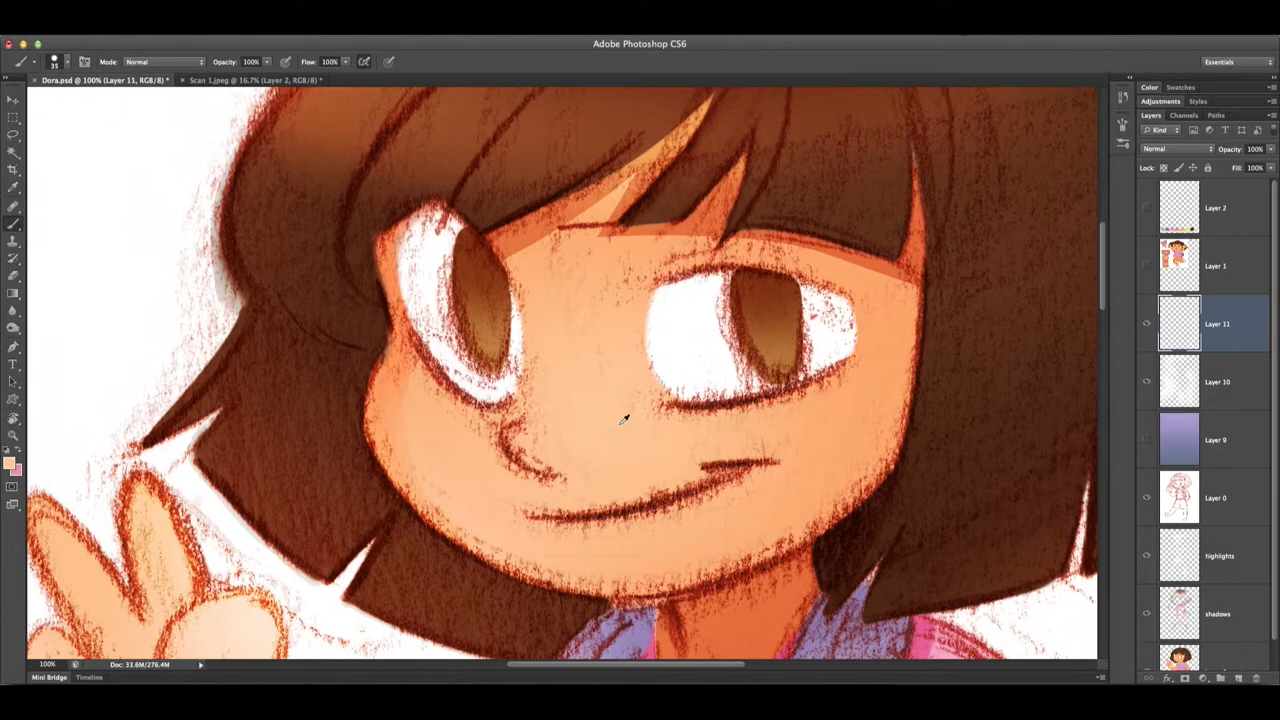 Adobe Photoshop CS6
35 Mode: Normal Opacity: 100% Flow: 100% Essentials
Dora.psd @ 100% (Layer 11, RGB/8) * Scan 1.jpeg @ 16.7% (Layer 2, RGB/8) *
Color Swatches
Adjustments Styles
Layers Channels Paths
Kind
Normal Opacity: 100%
Lock: Fill: 100%
Layer 2
Layer 1
Layer 11
Layer 10
Layer 9
Layer 0
highlights
shadows
100% Doc: 33.6M/276.4M
Mini Bridge Timeline